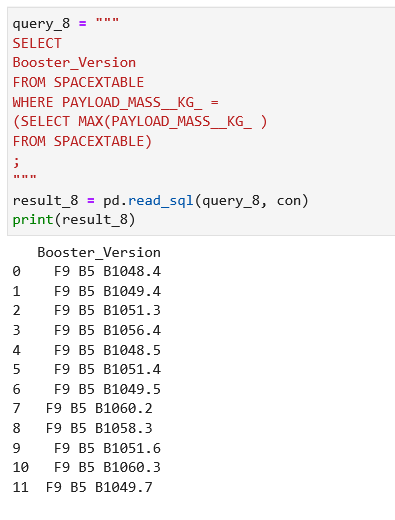 query_8 = """
SELECT
Booster_Version
FROM SPACEXTABLE
WHERE PAYLOAD_MASS__KG_ =
(SELECT MAX(PAYLOAD_MASS__KG_ )
FROM SPACEXTABLE)
;
"""
result_8 = pd.read_sql(query_8, con)
print(result_8)
   Booster_Version
0    F9 B5 B1048.4
1    F9 B5 B1049.4
2    F9 B5 B1051.3
3    F9 B5 B1056.4
4    F9 B5 B1048.5
5    F9 B5 B1051.4
6    F9 B5 B1049.5
7   F9 B5 B1060.2
8   F9 B5 B1058.3
9    F9 B5 B1051.6
10   F9 B5 B1060.3
11  F9 B5 B1049.7